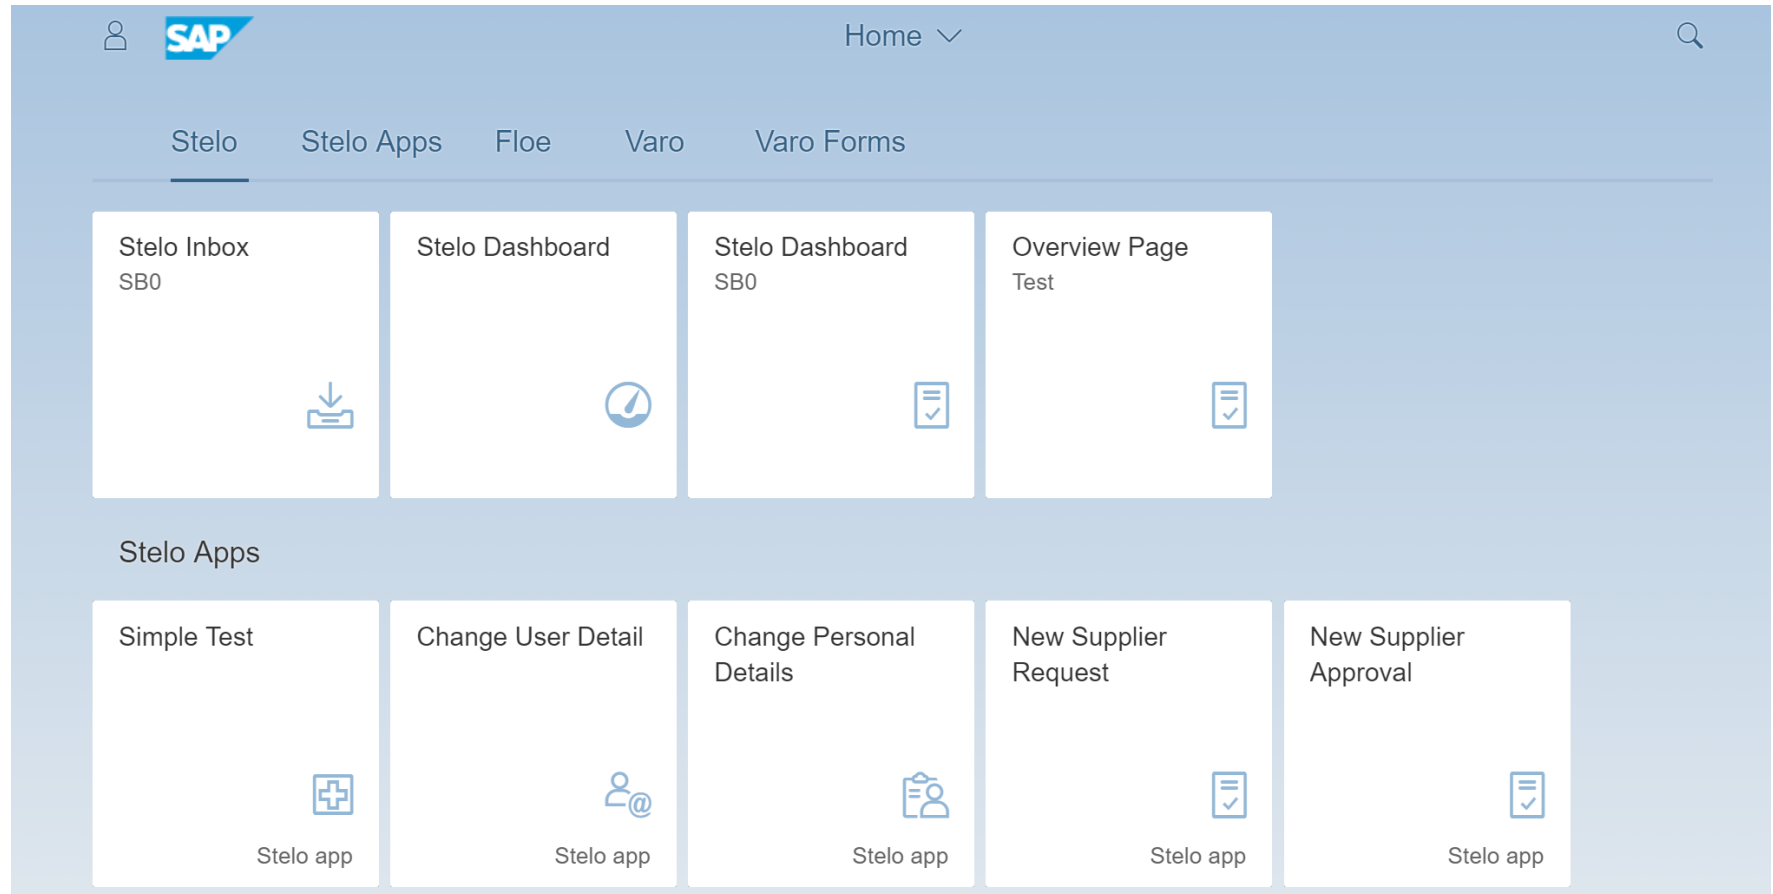 SAP
Home
Stelo
Stelo Apps
Floe
Varo
Varo Forms
Stelo Inbox
SB0
Stelo Dashboard
Stelo Dashboard
SB0
Overview Page
Test
Stelo Apps
Simple Test
Stelo app
Change User Detail
@
Stelo app
Change Personal
Details
Stelo app
New Supplier
Request
Stelo app
New Supplier
Approval
Stelo app